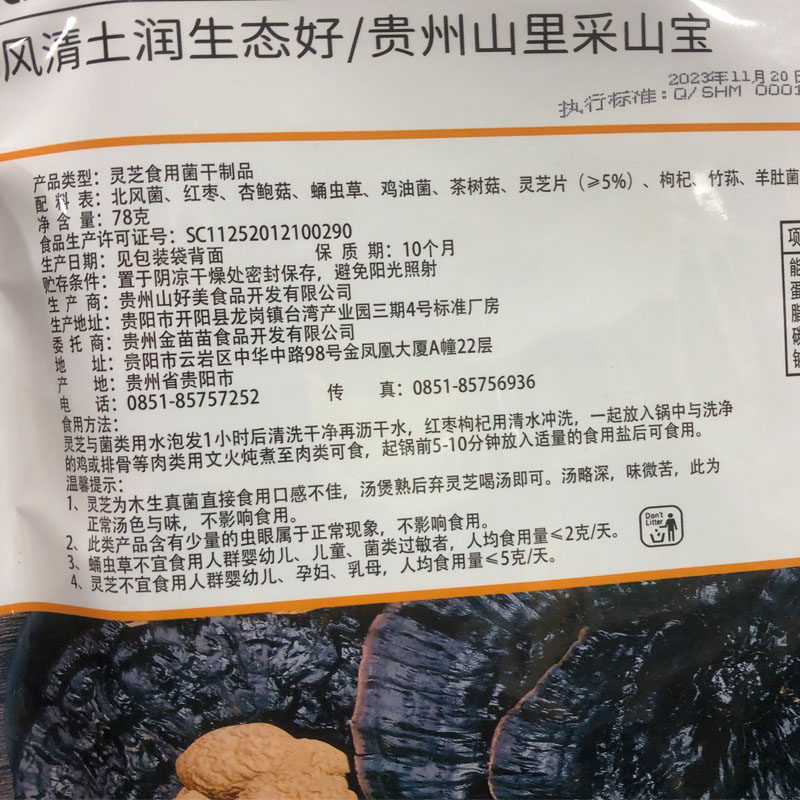 风清土润生态好/贵州山里采山宝
2023年11月20日
执行标准：Q/SHM 0001
产品类型：灵芝食用菌干制品
配 料 表：北风菌、红枣、杏鲍菇、蛹虫草、鸡油菌、茶树菇、灵芝片（≥5%）、枸杞、竹荪、羊肚菌
净 含 量：78克
食品生产许可证号：SC11252012100290
生产日期：见包装袋背面 保 质 期：10个月
贮存条件：置于阴凉干燥处密封保存，避免阳光照射
生 产 商：贵州山好美食品开发有限公司
生产地址：贵阳市开阳县龙岗镇台湾产业园三期4号标准厂房
委 托 商：贵州金苗苗食品开发有限公司
地 址：贵阳市云岩区中华中路98号金凤凰大厦A幢22层
产 地：贵州省贵阳市
电 话：0851-85757252 传 真：0851-85756936
食用方法：
灵芝与菌类用水泡发1小时后清洗干净再沥干水，红枣枸杞用清水冲洗，一起放入锅中与洗净
的鸡或排骨等肉类用文火炖煮至肉类可食，起锅前5-10分钟放入适量的食用盐后可食用。
温馨提示：
1、灵芝为木生真菌直接食用口感不佳，汤煲熟后弃灵芝喝汤即可。汤略深，味微苦，此为
正常汤色与味，不影响食用。
2、此类产品含有少量的虫眼属于正常现象，不影响食用。
3、蛹虫草不宜食用人群婴幼儿、儿童、菌类过敏者，人均食用量≤2克/天。
4、灵芝不宜食用人群婴幼儿、孕妇、乳母，人均食用量≤5克/天。
Don't
Litter
项
能
蛋
脂
碳
钠